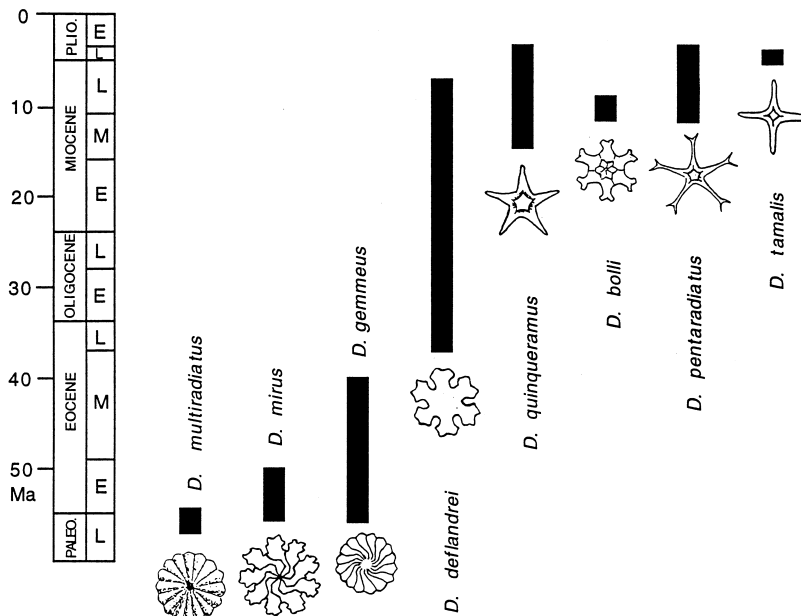 0
10
20
30
40
50
Ma
PLIO.
MIOCENE
OLIGOCENE
EOCENE
PALEO.
E
L
L
M
E
L
E
L
M
E
L
D. multiradiatus
D. mirus
D. gemmeus
D. deflandrei
D. quinqueramus
D. bolli
D. pentaradiatus
D. tamalis